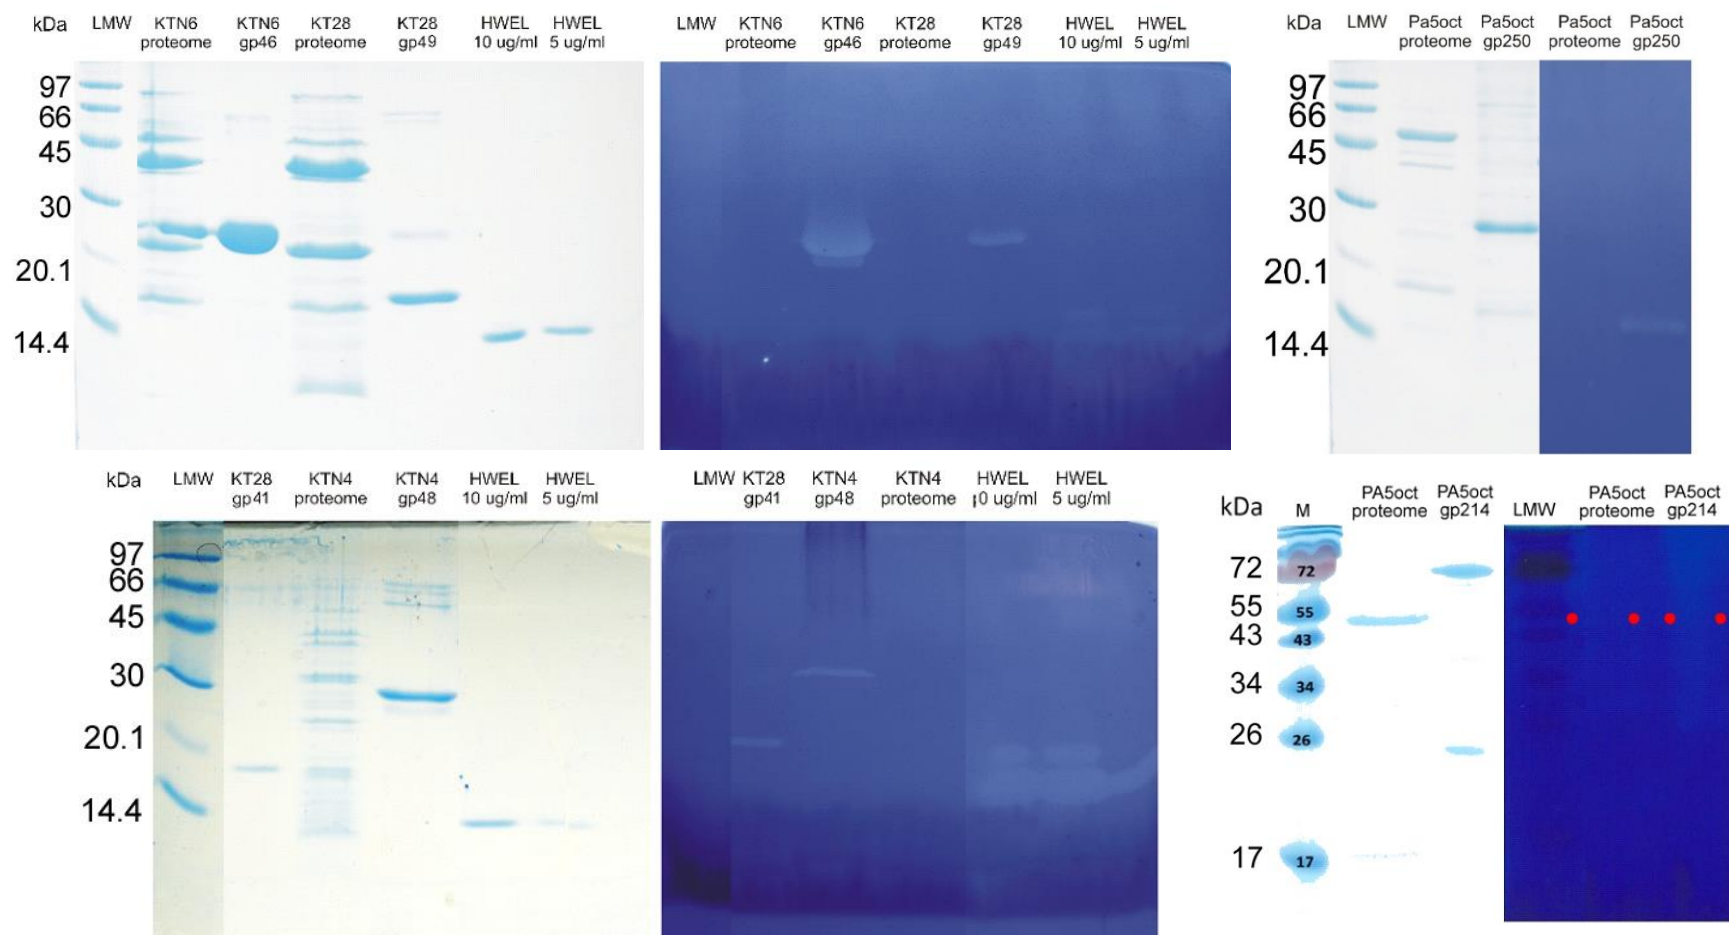 kDa LMW KTN6 KTN6 KT28 KT28 HWEL HWEL
proteome gp46 proteome gp49 10 ug/ml 5 ug/ml
97
66
45
30
20.1
14.4
LMW KTN6 KTN6 KT28 KT28 HWEL HWEL
proteome gp46 proteome gp49 10 ug/ml 5 ug/ml
kDa LMW Pa5oct Pa5oct Pa5oct Pa5oct
proteome gp250 proteome gp250
97
66
45
30
20.1
14.4
kDa LMW KT28 KTN4 KTN4 HWEL HWEL
gp41 proteome gp48 10 ug/ml 5 ug/ml
97
66
45
30
20.1
14.4
LMW KT28 KTN4 KTN4 HWEL HWEL
gp41 gp48 proteome 0 ug/ml 5 ug/ml
kDa M PA5oct PA5oct
proteome gp214
72 72
55 55
43 43
34 34
26 26
17 17
LMW PA5oct PA5oct
proteome gp214